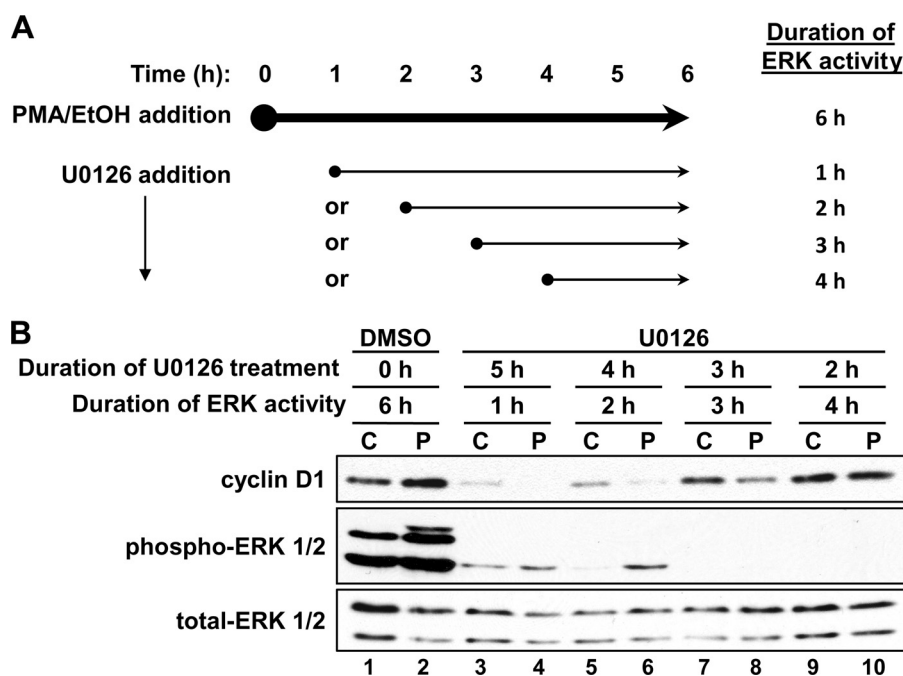 A
Duration of
ERK activity
Time (h): 0 1 2 3 4 5 6
PMA/EtOH addition 6 h
U0126 addition 1 h
or 2 h
or 3 h
or 4 h
B
DMSO U0126
Duration of U0126 treatment 0 h 5 h 4 h 3 h 2 h
Duration of ERK activity 6 h 1 h 2 h 3 h 4 h
C P C P C P C P C P
cyclin D1
phospho-ERK 1/2
total-ERK 1/2
1 2 3 4 5 6 7 8 9 10